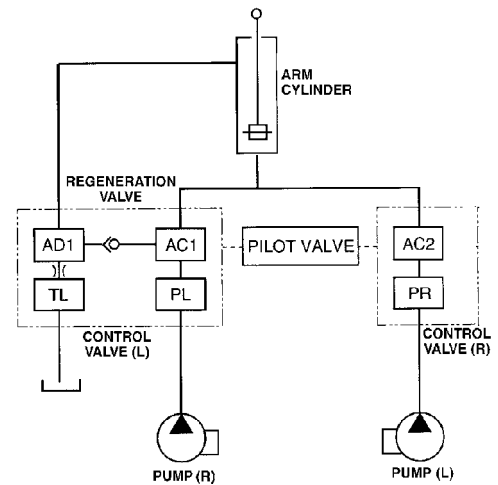 ARM
CYLINDER
REGENERATION
VALVE
AD1
AC1
PILOT VALVE
AC2
TL
PL
PR
CONTROL
VALVE (L)
CONTROL
VALVE (R)
PUMP (R)
PUMP (L)